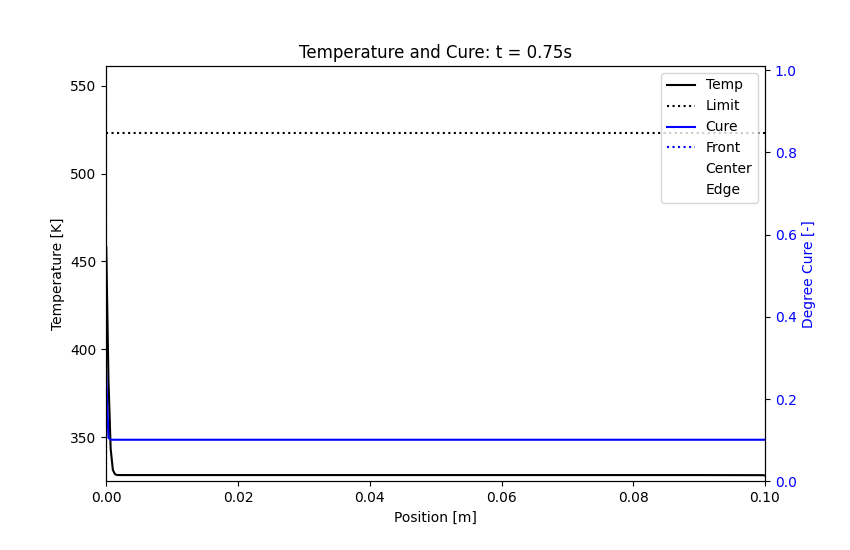 Temperature and Cure: t = 0.75s
550
500
450
400
350
Temperature [K]
1.0
0.8
0.6
0.4
0.2
0.0
Degree Cure [-]
Temp
Limit
Cure
Front
Center
Edge
0.00 0.02 0.04 0.06 0.08 0.10
Position [m]